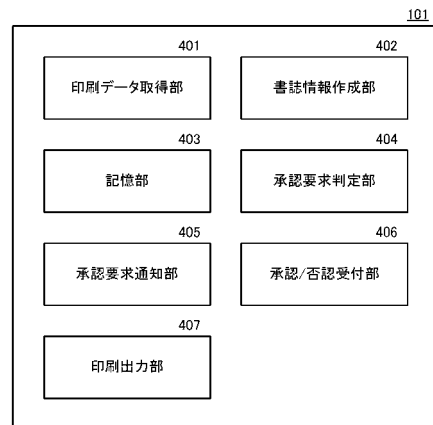 101
401
402
印刷データ取得部
書誌情報作成部
403
404
記憶部
承認要求判定部
405
406
承認要求通知部
承認/否認受付部
407
印刷出力部